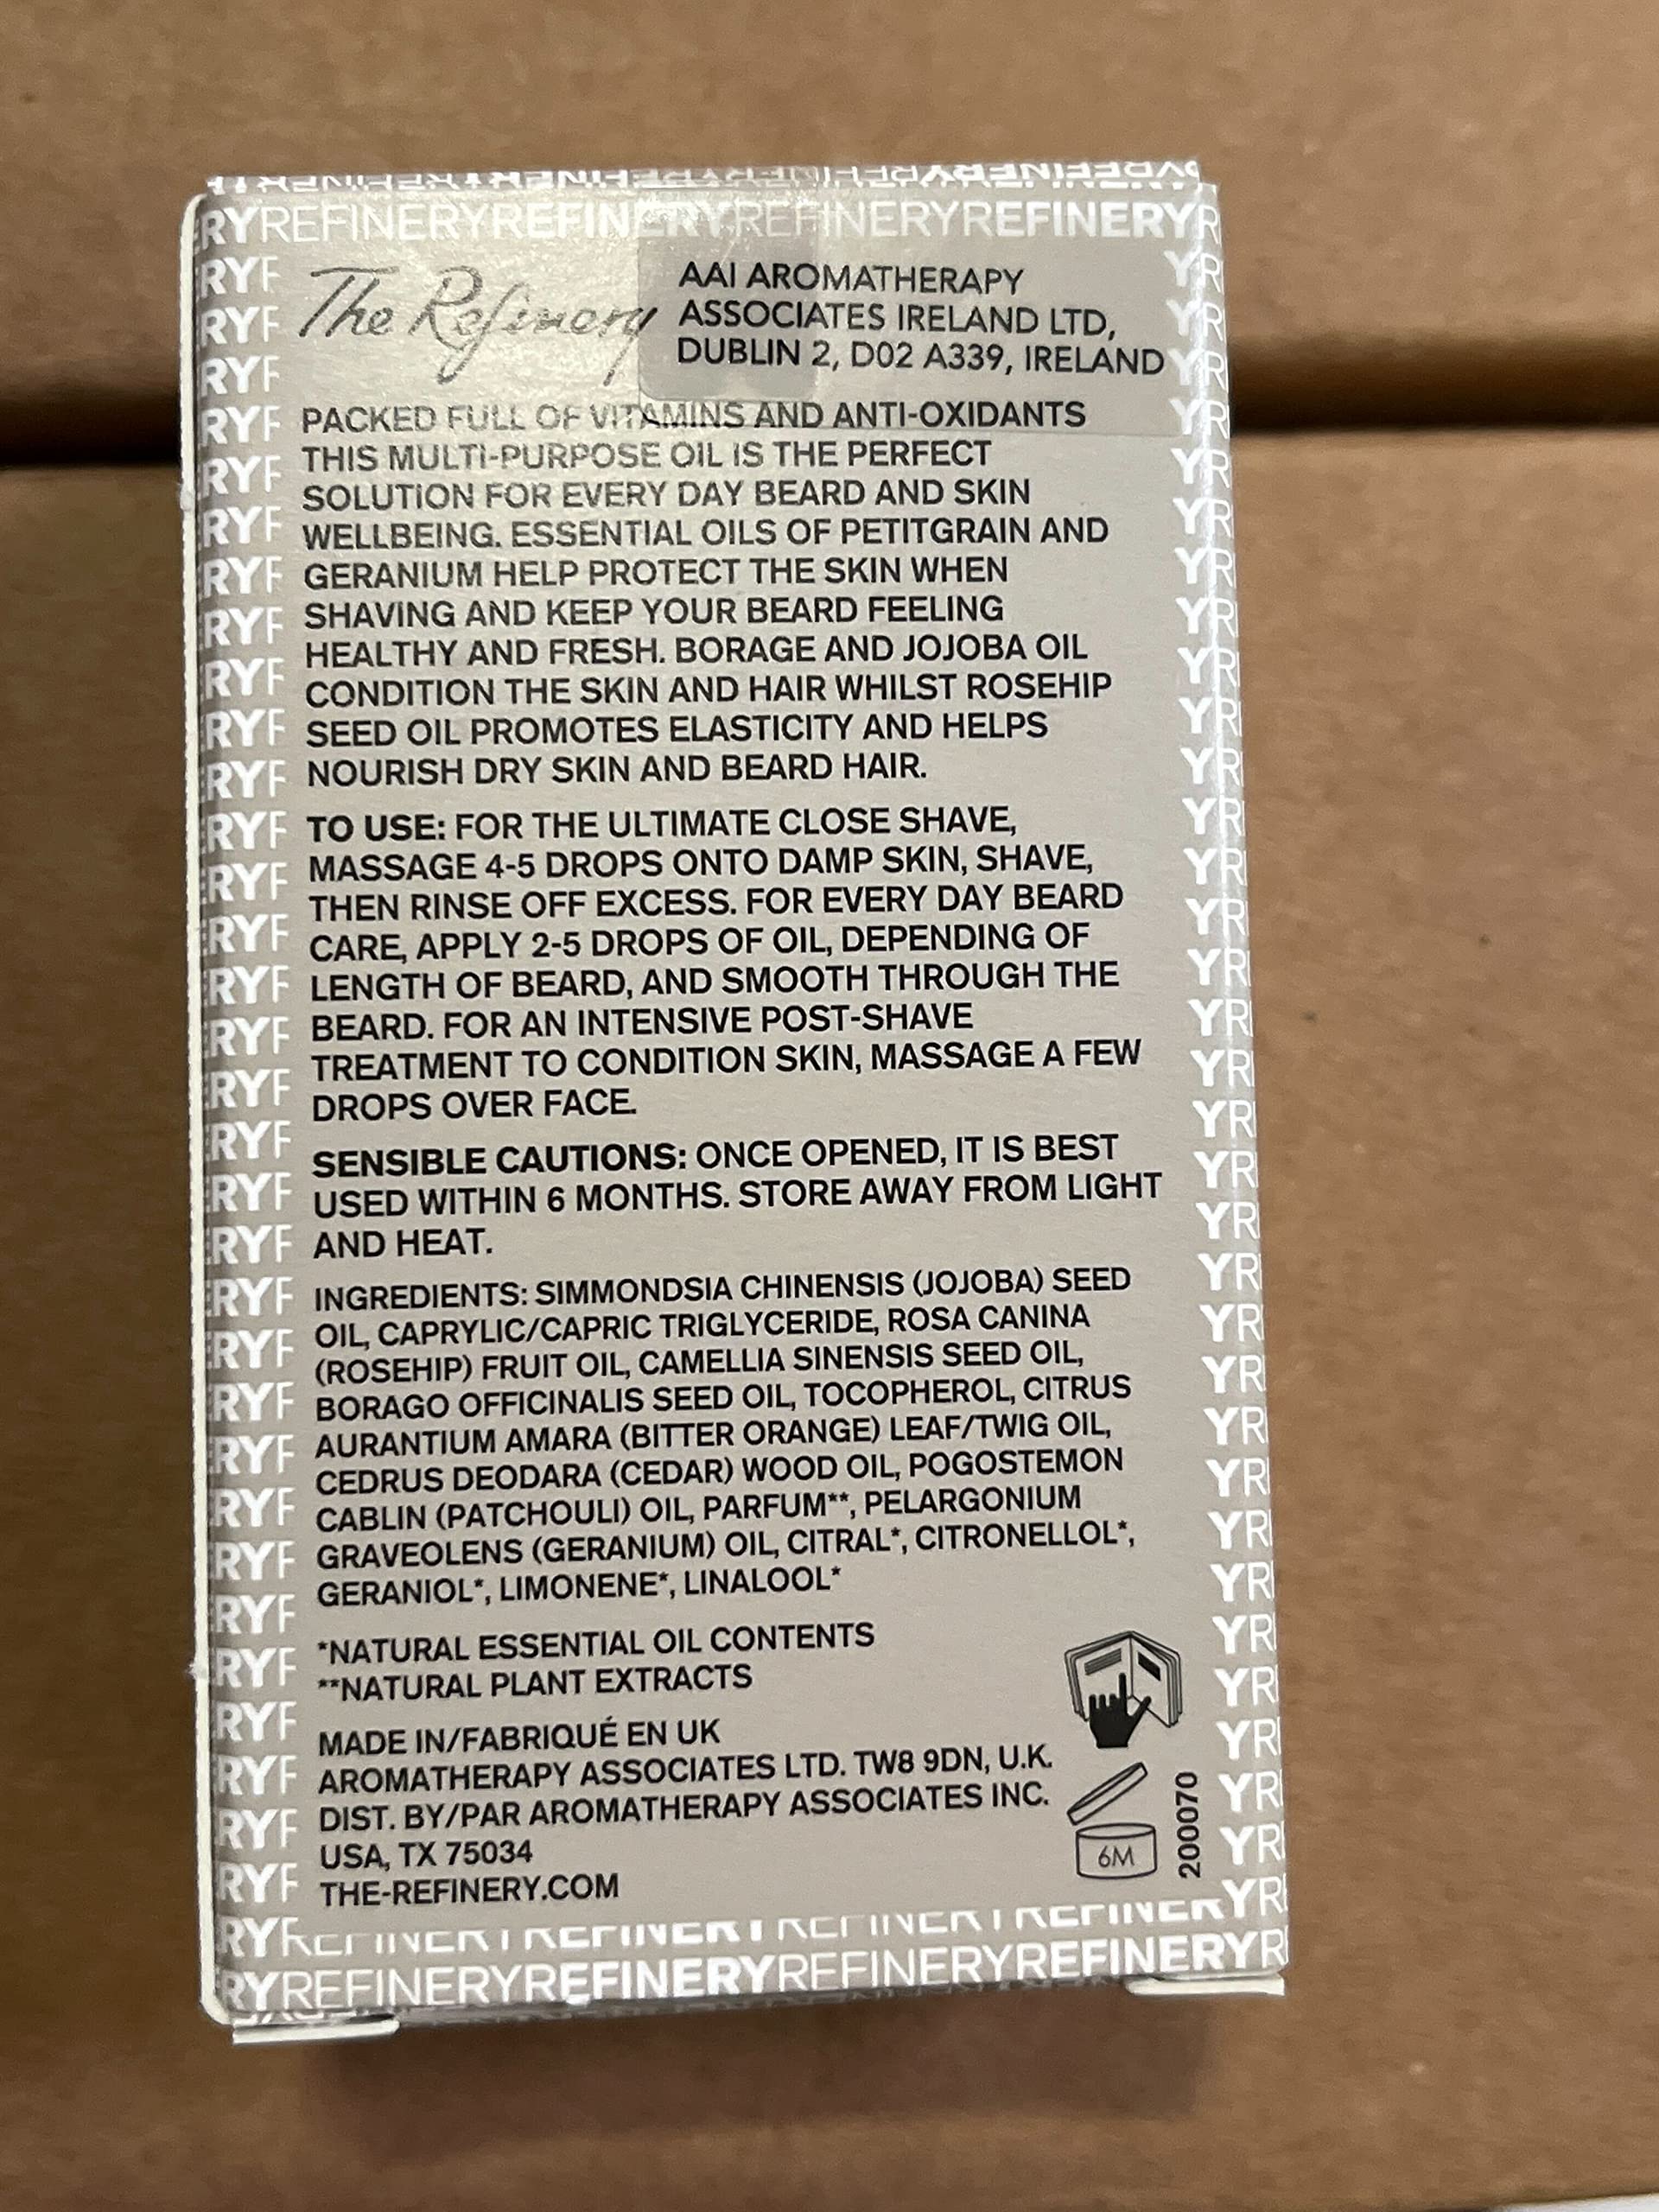 RYREFINERYREFINERYREFINERYREFINERYR
The Refinery
AAI AROMATHERAPY
ASSOCIATES IRELAND LTD,
DUBLIN 2, D02 A339, IRELAND
PACKED FULL OF VITAMINS AND ANTI-OXIDANTS
THIS MULTI-PURPOSE OIL IS THE PERFECT
SOLUTION FOR EVERY DAY BEARD AND SKIN
WELLBEING. ESSENTIAL OILS OF PETITGRAIN AND
GERANIUM HELP PROTECT THE SKIN WHEN
SHAVING AND KEEP YOUR BEARD FEELING
HEALTHY AND FRESH. BORAGE AND JOJOBA OIL
CONDITION THE SKIN AND HAIR WHILST ROSEHIP
SEED OIL PROMOTES ELASTICITY AND HELPS
NOURISH DRY SKIN AND BEARD HAIR.
TO USE: FOR THE ULTIMATE CLOSE SHAVE,
MASSAGE 4-5 DROPS ONTO DAMP SKIN, SHAVE,
THEN RINSE OFF EXCESS. FOR EVERY DAY BEARD
CARE, APPLY 2-5 DROPS OF OIL, DEPENDING OF
LENGTH OF BEARD, AND SMOOTH THROUGH THE
BEARD. FOR AN INTENSIVE POST-SHAVE
TREATMENT TO CONDITION SKIN, MASSAGE A FEW
DROPS OVER FACE.
SENSIBLE CAUTIONS: ONCE OPENED, IT IS BEST
USED WITHIN 6 MONTHS. STORE AWAY FROM LIGHT
AND HEAT.
INGREDIENTS: SIMMONDSIA CHINENSIS (JOJOBA) SEED
OIL, CAPRYLIC/CAPRIC TRIGLYCERIDE, ROSA CANINA
(ROSEHIP) FRUIT OIL, CAMELLIA SINENSIS SEED OIL,
BORAGO OFFICINALIS SEED OIL, TOCOPHEROL, CITRUS
AURANTIUM AMARA (BITTER ORANGE) LEAF/TWIG OIL,
CEDRUS DEODARA (CEDAR) WOOD OIL, POGOSTEMON
CABLIN (PATCHOULI) OIL, PARFUM**, PELARGONIUM
GRAVEOLENS (GERANIUM) OIL, CITRAL*, CITRONELLOL*,
GERANIOL*, LIMONENE*, LINALOOL*
*NATURAL ESSENTIAL OIL CONTENTS
**NATURAL PLANT EXTRACTS
MADE IN/FABRIQUÉ EN UK
AROMATHERAPY ASSOCIATES LTD. TW8 9DN, U.K.
DIST. BY/PAR AROMATHERAPY ASSOCIATES INC.
USA, TX 75034
THE-REFINERY.COM
6M
200070
RYREFINERYREFINERYREFINERYREFINERYR